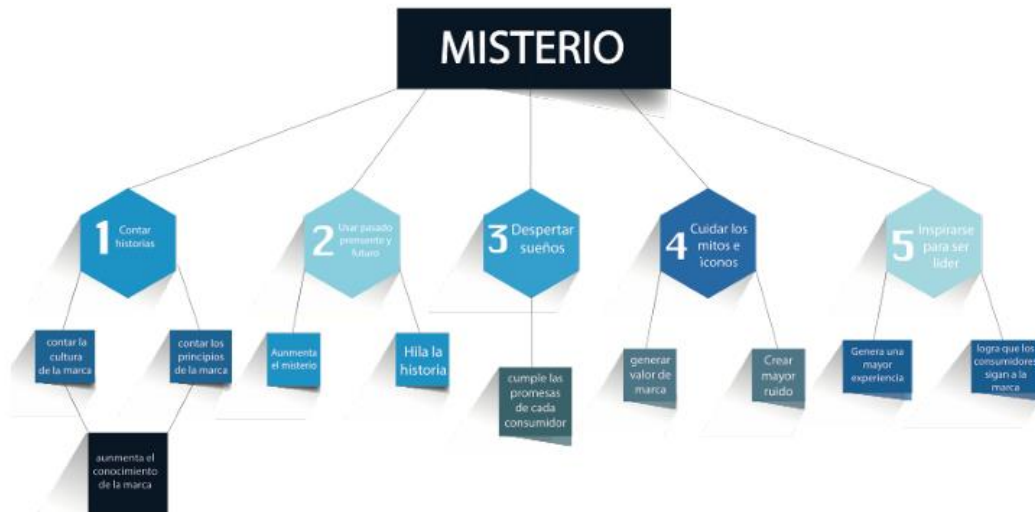 MISTERIO
1 Contar
historias
2 Usar pasado
prensente y
futuro
3 Despertar
sueños
4 Cuidar los
mitos e
ìconos
5 Inspirarse
para ser
lider
contar la
cultura
de la marca
contar los
principios
de la marca
Aunmenta
el misterio
Hila la
historia
cumple las
promesas
de cada
consumidor
generar
valor de
marca
Crear
mayor
ruido
Genera una
mayor
experiencia
logra que los
consumidores
sigan a la
marca
aunmenta el
conocimiento
de la marca